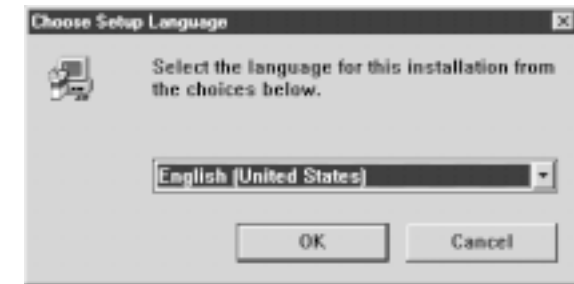 Choose Setup Language
Select the language for this installation from
the choices below.
English (United States)
OK
Cancel